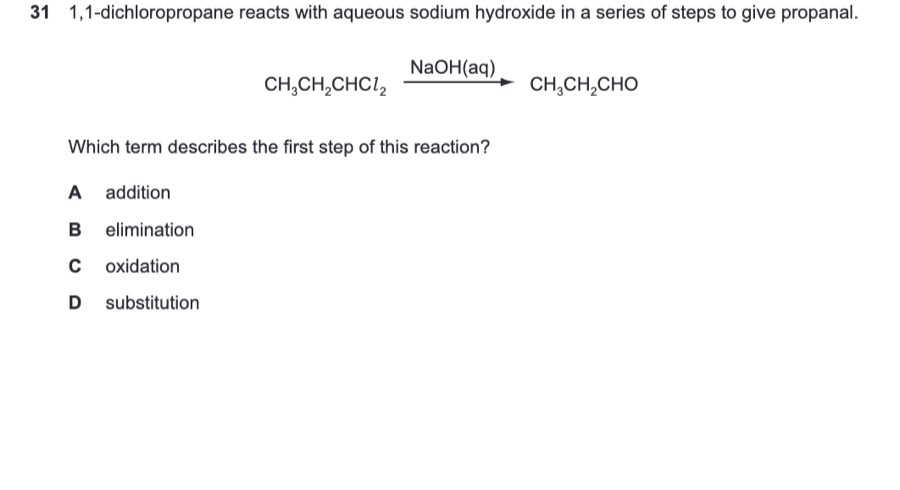 31 1,1-dichloropropane reacts with aqueous sodium hydroxide in a series of steps to give propanal.
NaOH(aq)
CH₃CH₂CHCl₂ → CH₃CH₂CHO
Which term describes the first step of this reaction?
A addition
B elimination
C oxidation
D substitution